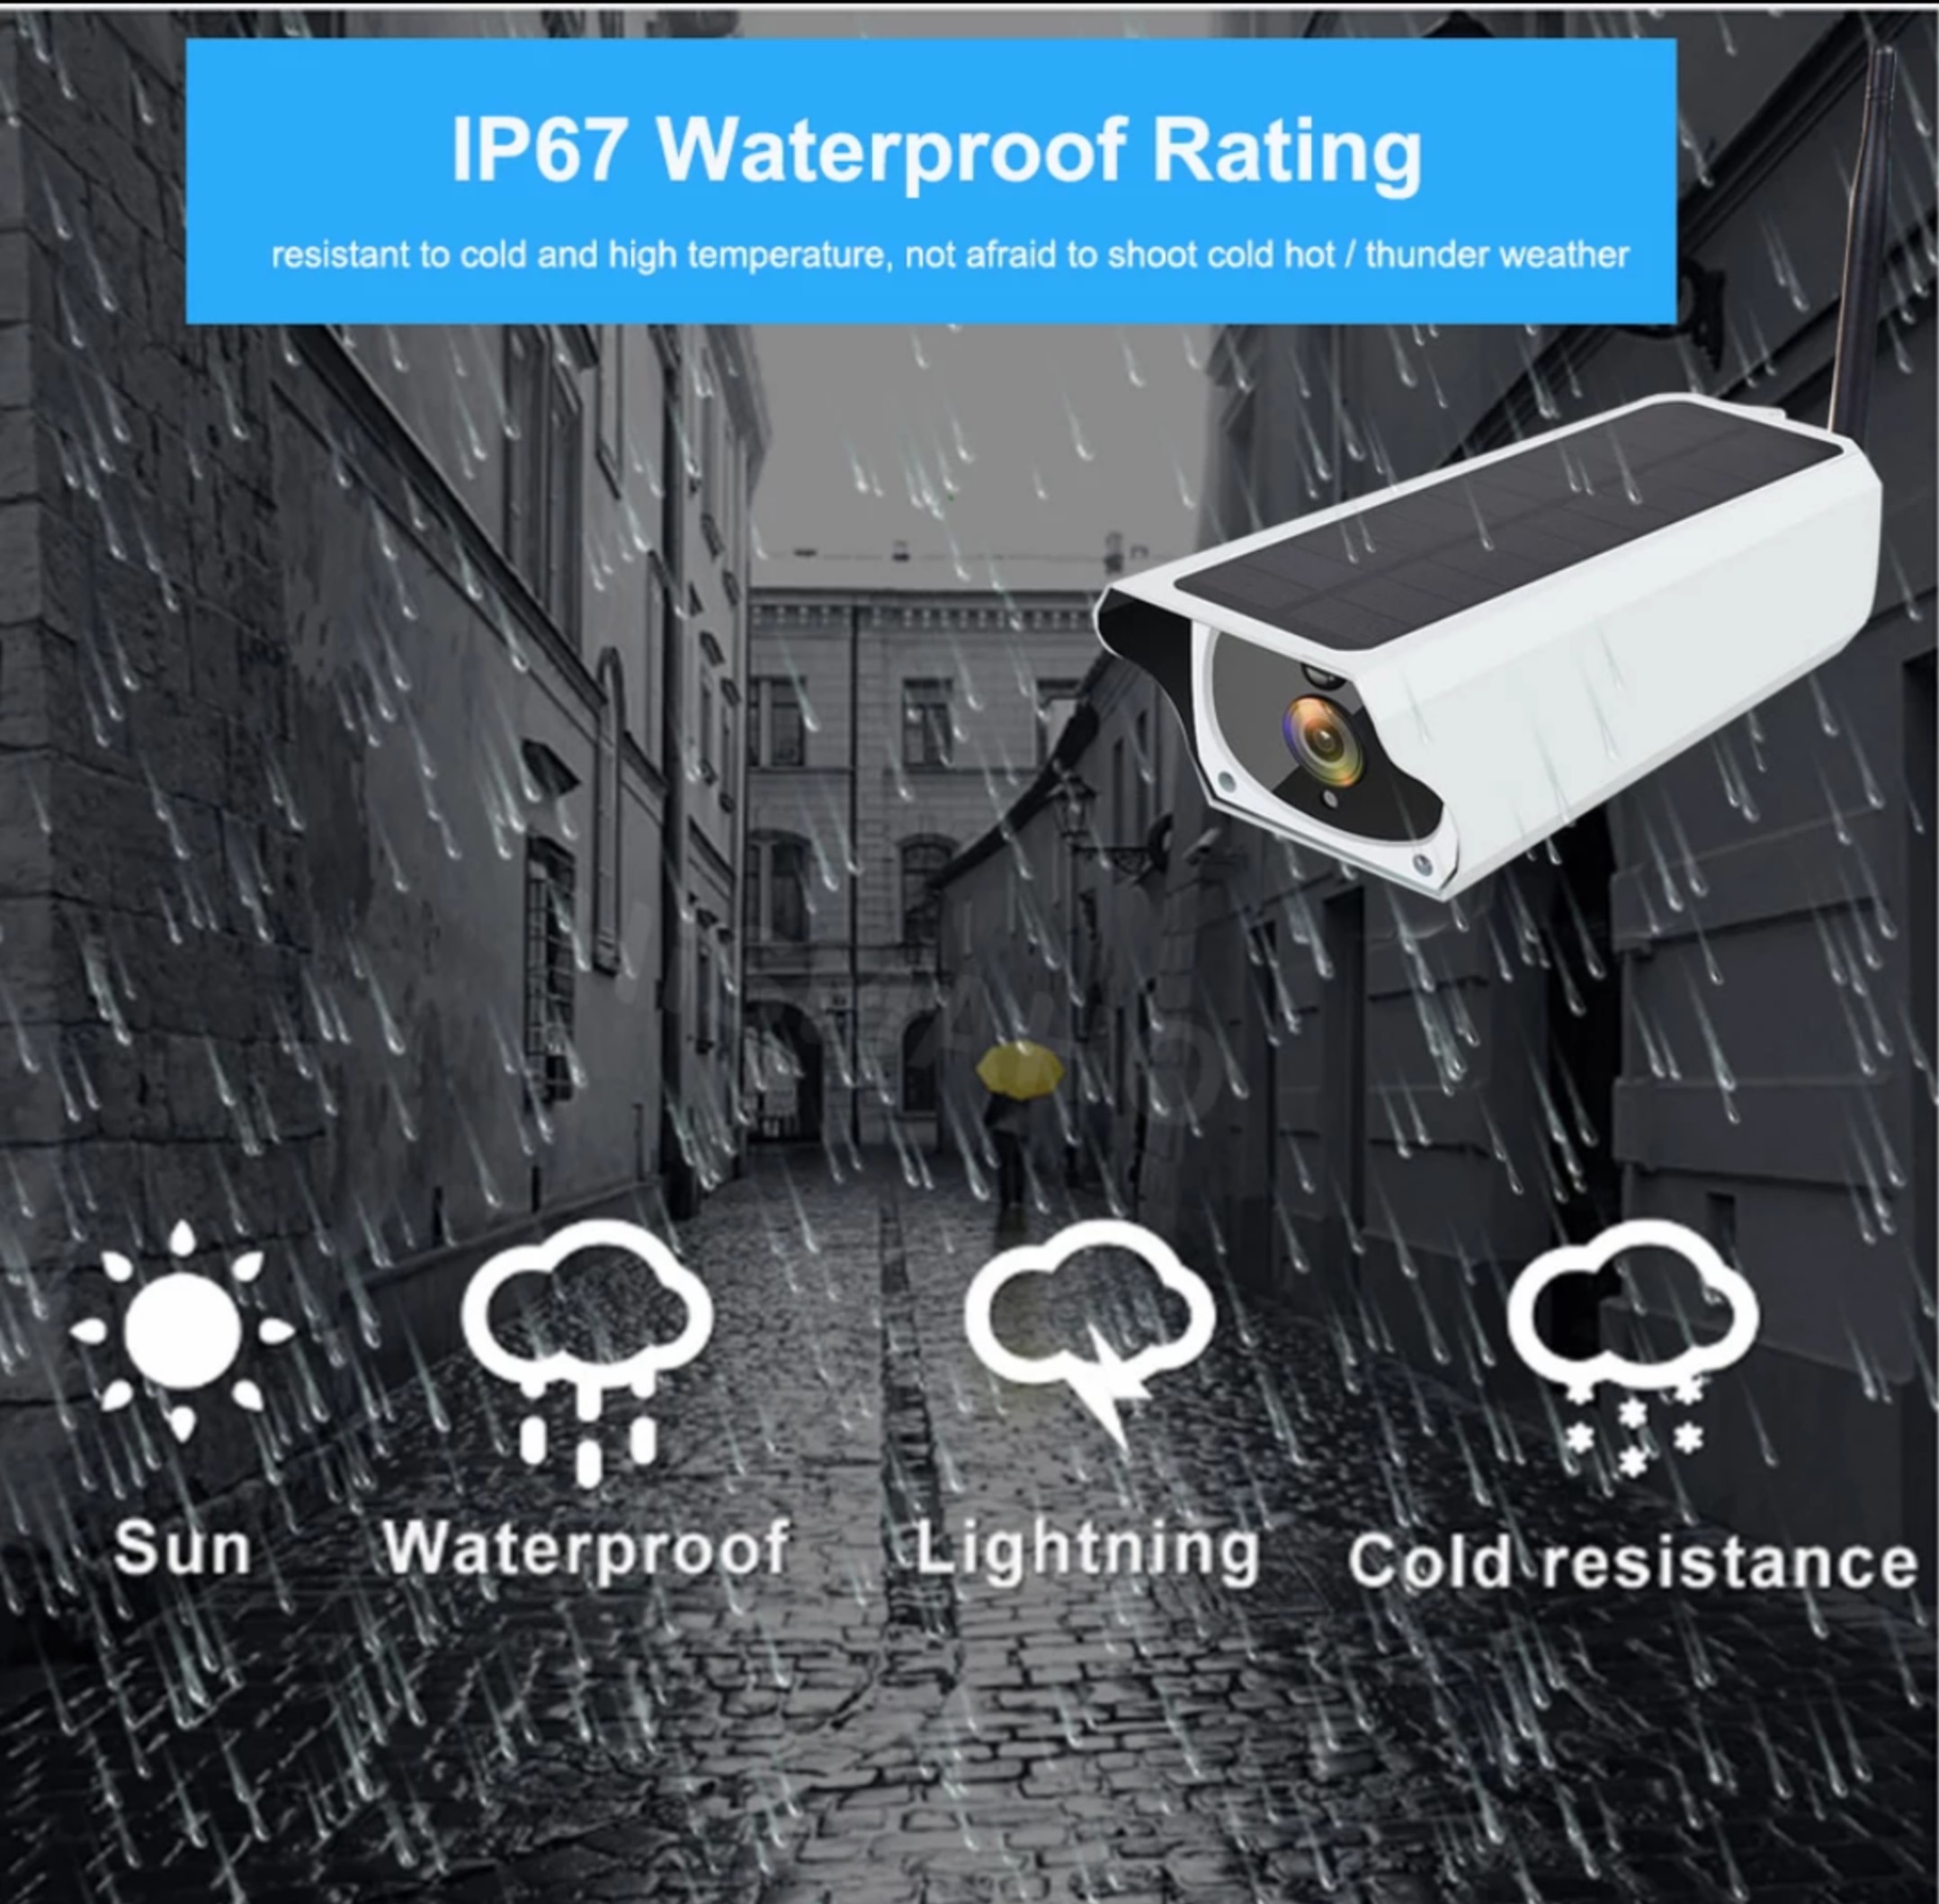 IP67 Waterproof Rating
resistant to cold and high temperature, not afraid to shoot cold hot / thunder weather
Sun
Waterproof
Lightning
Cold resistance